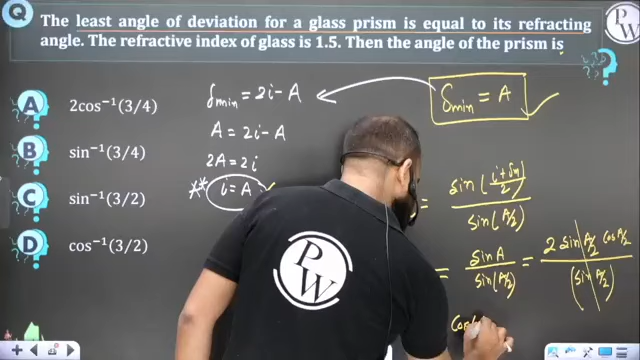 The least angle of deviation for a glass prism is equal to its refracting
angle. The refractive index of glass is 1.5. Then the angle of the prism is
A 2cos⁻¹(3/4)
B sin⁻¹(3/4)
C sin⁻¹(3/2)
D cos⁻¹(3/2)
δmin = 2i - A
A = 2i - A
2A = 2i
** i = A
δmin = A
= sin((i + δm)/2) / sin(A/2)
= sin A / sin(A/2) = 2 sin A/2 cos A/2 / (sin A/2)
cos
P
W
P
W